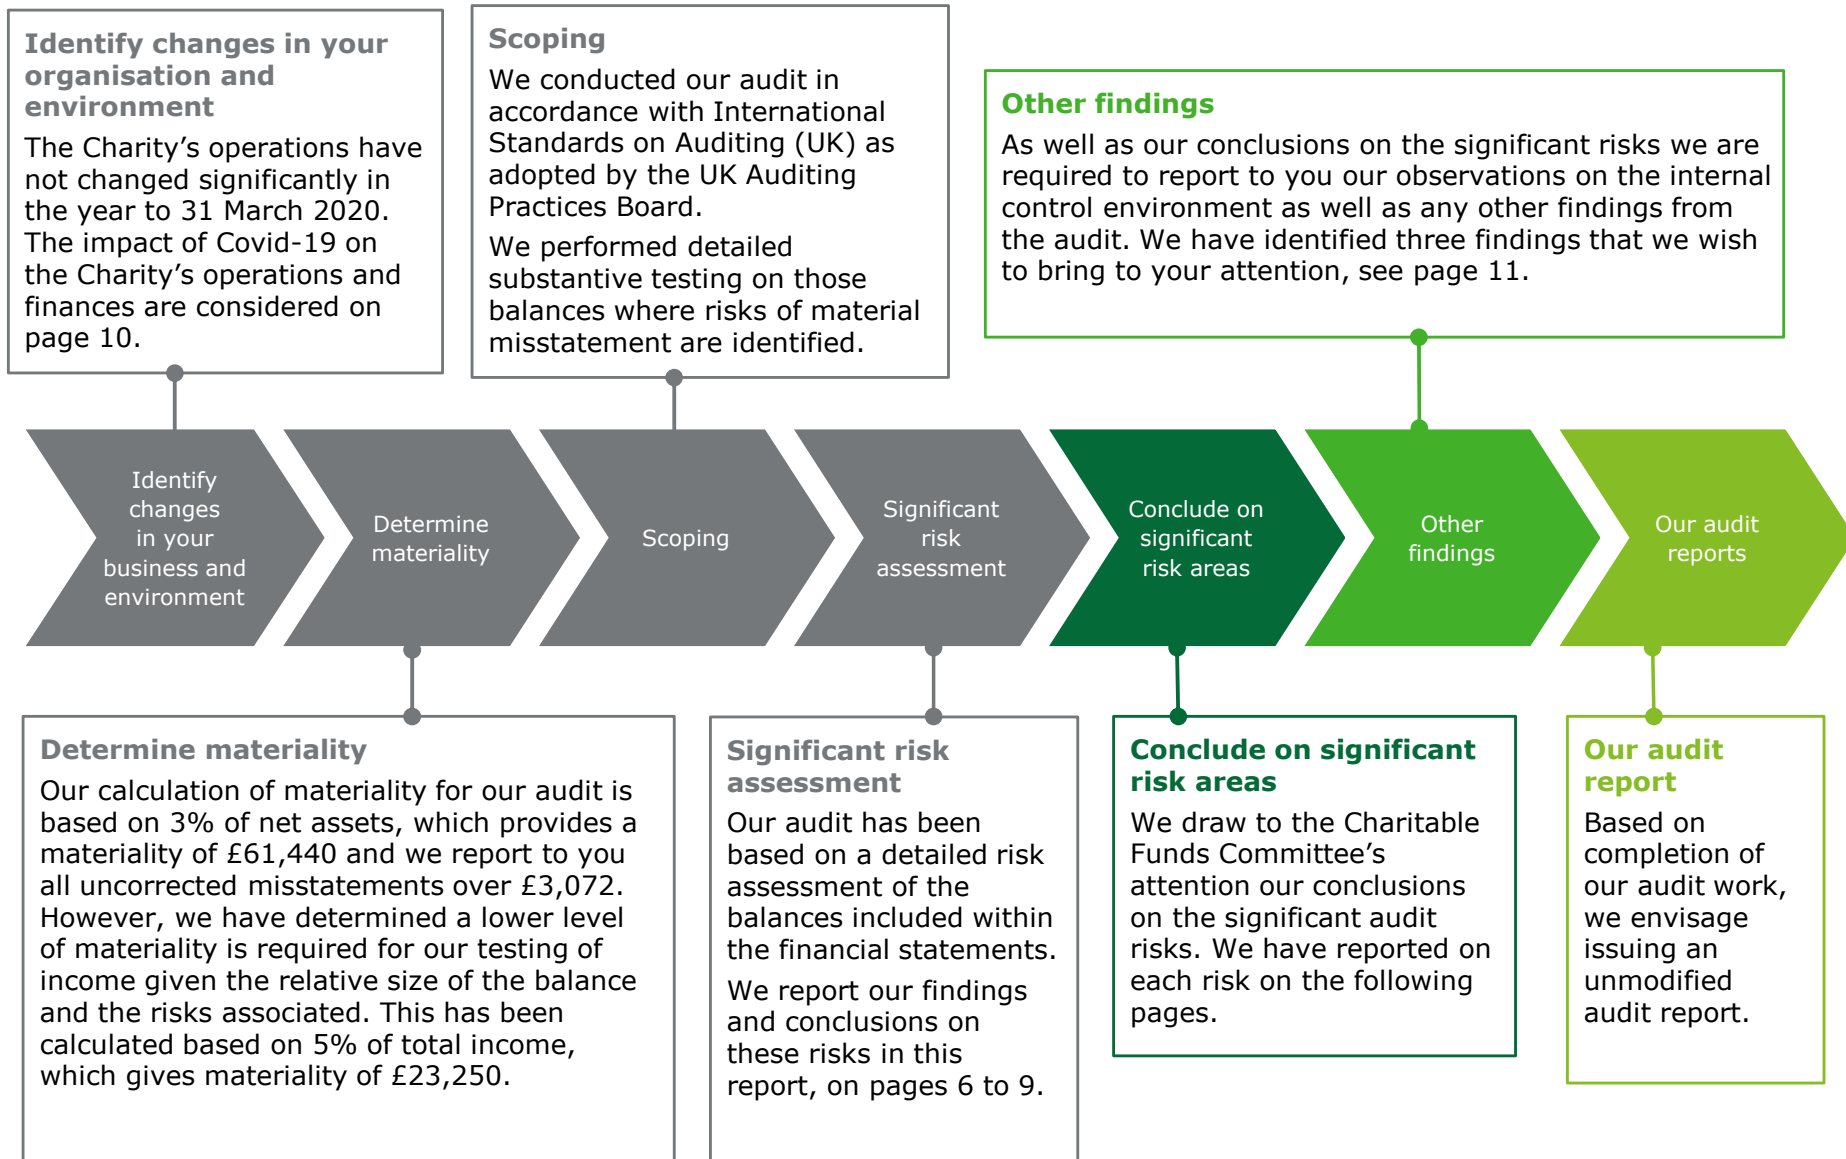 Identify changes in your
organisation and
environment
The Charity’s operations have
not changed significantly in
the year to 31 March 2020.
The impact of Covid-19 on
the Charity’s operations and
finances are considered on
page 10.
Scoping
We conducted our audit in
accordance with International
Standards on Auditing (UK) as
adopted by the UK Auditing
Practices Board.
We performed detailed
substantive testing on those
balances where risks of material
misstatement are identified.
Other findings
As well as our conclusions on the significant risks we are
required to report to you our observations on the internal
control environment as well as any other findings from
the audit. We have identified three findings that we wish
to bring to your attention, see page 11.
Identify
changes
in your
business and
environment
Determine
materiality
Scoping
Significant
risk
assessment
Conclude on
significant
risk areas
Other
findings
Our audit
reports
Determine materiality
Our calculation of materiality for our audit is
based on 3% of net assets, which provides a
materiality of £61,440 and we report to you
all uncorrected misstatements over £3,072.
However, we have determined a lower level
of materiality is required for our testing of
income given the relative size of the balance
and the risks associated. This has been
calculated based on 5% of total income,
which gives materiality of £23,250.
Significant risk
assessment
Our audit has been
based on a detailed risk
assessment of the
balances included within
the financial statements.
We report our findings
and conclusions on
these risks in this
report, on pages 6 to 9.
Conclude on significant
risk areas
We draw to the Charitable
Funds Committee’s
attention our conclusions
on the significant audit
risks. We have reported on
each risk on the following
pages.
Our audit
report
Based on
completion of
our audit work,
we envisage
issuing an
unmodified
audit report.